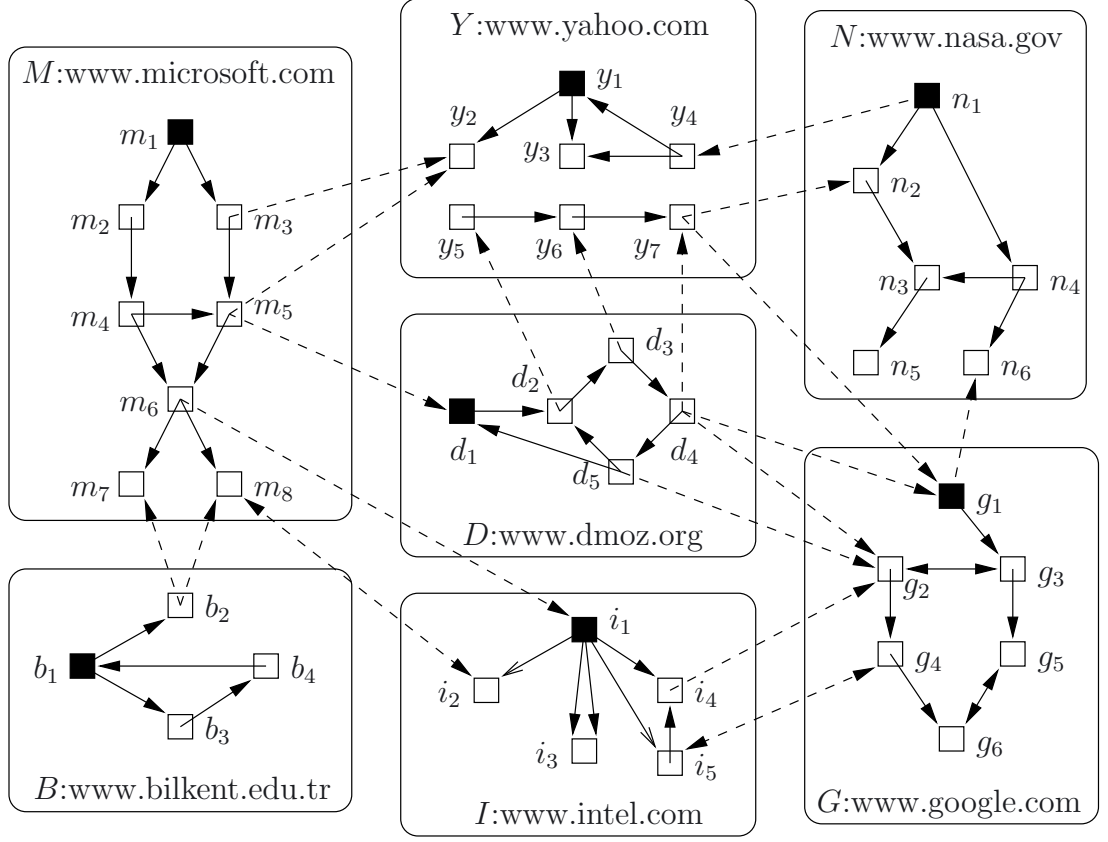 M:www.microsoft.com
m1
m2
m3
m4
m5
m6
m7
m8
Y:www.yahoo.com
y1
y2
y3
y4
y5
y6
y7
N:www.nasa.gov
n1
n2
n3
n4
n5
n6
d3
d2
d1
d4
d5
D:www.dmoz.org
b2
b1
b4
b3
B:www.bilkent.edu.tr
i1
i2
i4
i3
i5
I:www.intel.com
g1
g2
g3
g4
g5
g6
G:www.google.com